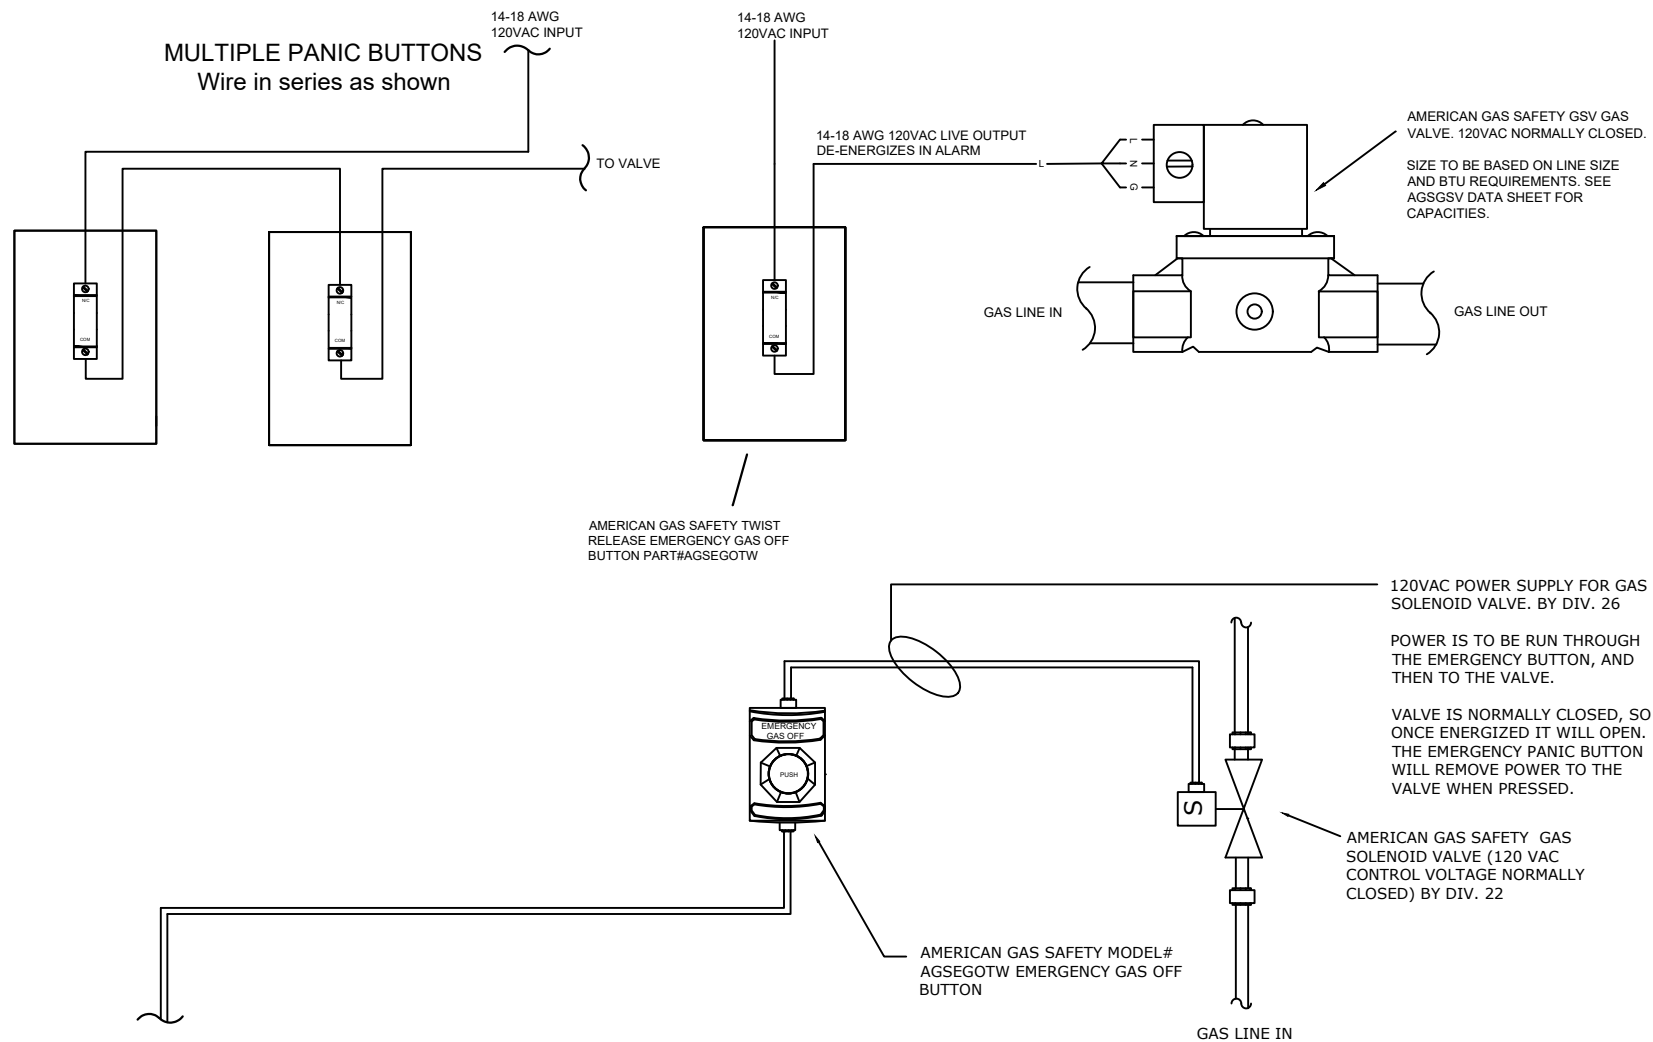 14-18 AWG
120VAC INPUT
MULTIPLE PANIC BUTTONS
Wire in series as shown
TO VALVE
N/C
COM
N/C
COM
14-18 AWG
120VAC INPUT
14-18 AWG 120VAC LIVE OUTPUT
DE-ENERGIZES IN ALARM
L
L
N
G
N/C
COM
AMERICAN GAS SAFETY GSV GAS
VALVE. 120VAC NORMALLY CLOSED.
SIZE TO BE BASED ON LINE SIZE
AND BTU REQUIREMENTS. SEE
AGSGSV DATA SHEET FOR
CAPACITIES.
GAS LINE IN
GAS LINE OUT
AMERICAN GAS SAFETY TWIST
RELEASE EMERGENCY GAS OFF
BUTTON PART#AGSEGOTW
120VAC POWER SUPPLY FOR GAS
SOLENOID VALVE. BY DIV. 26
POWER IS TO BE RUN THROUGH
THE EMERGENCY BUTTON, AND
THEN TO THE VALVE.
VALVE IS NORMALLY CLOSED, SO
ONCE ENERGIZED IT WILL OPEN.
THE EMERGENCY PANIC BUTTON
WILL REMOVE POWER TO THE
VALVE WHEN PRESSED.
EMERGENCY
GAS OFF
PUSH
S
AMERICAN GAS SAFETY GAS
SOLENOID VALVE (120 VAC
CONTROL VOLTAGE NORMALLY
CLOSED) BY DIV. 22
AMERICAN GAS SAFETY MODEL#
AGSEGOTW EMERGENCY GAS OFF
BUTTON
GAS LINE IN